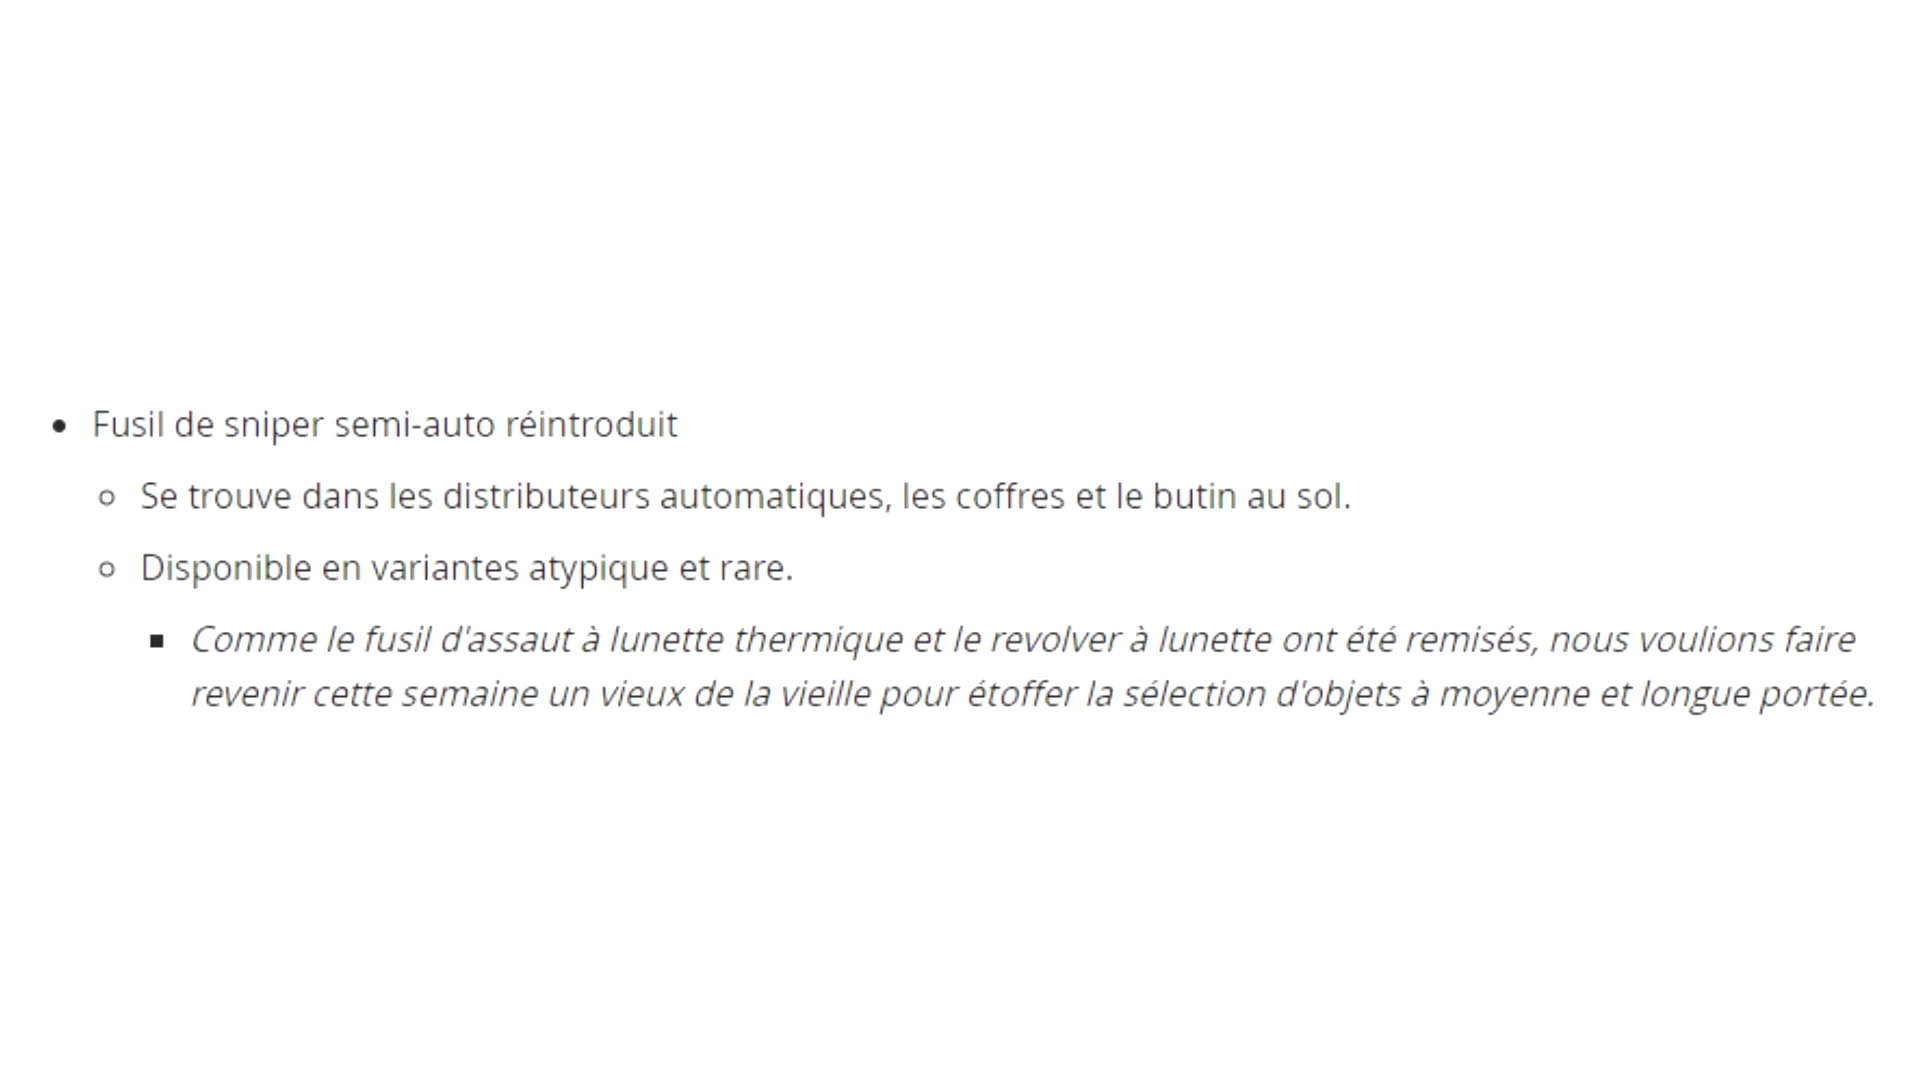 Fusil de sniper semi-auto réintroduit
Se trouve dans les distributeurs automatiques, les coffres et le butin au sol.
Disponible en variantes atypique et rare.
Comme le fusil d'assaut à lunette thermique et le revolver à lunette ont été remisés, nous voulions faire
revenir cette semaine un vieux de la vieille pour étoffer la sélection d'objets à moyenne et longue portée.